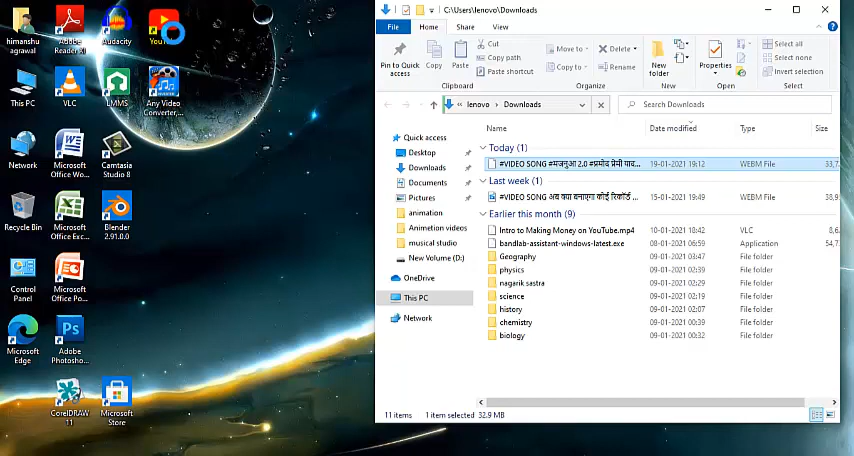 himanshu
agrawal
Adobe
Reader XI
Audacity
This PC
VLC
LMMS
Any Video
Converter,...
Network
Microsoft
Office Wo...
Camtasia
Studio 8
Recycle Bin
Microsoft
Office Exc...
Blender
2.91.0.0
Control
Panel
Microsoft
Office Po...
Microsoft
Edge
Adobe
Photosho...
CorelDRAW
11
Microsoft
Store
C:\Users\lenovo\Downloads
File Home Share View
Pin to Quick
access
Copy
Paste
Cut
Copy path
Paste shortcut
Clipboard
Move to
Copy to
Delete
Rename
Organize
New
folder
New
Properties
Open
Select all
Select none
Invert selection
Select
lenovo Downloads
Search Downloads
Name Date modified Type Size
Quick access
Desktop
Downloads
Documents
Pictures
animation
Animation videos
musical studio
New Volume (D:)
OneDrive
This PC
Network
Today (1)
#VIDEO SONG #मजनुआ 2.0 #प्रमोद प्रेमी याद... 19-01-2021 19:12 WEBM File 33,7
Last week (1)
#VIDEO SONG अब क्या बनाएगा कोई रिकॉर्ड ... 15-01-2021 19:49 WEBM File 38,9
Earlier this month (9)
Intro to Making Money on YouTube.mp4 10-01-2021 18:42 VLC 8,6
bandlab-assistant-windows-latest.exe 08-01-2021 06:59 Application 54,7
Geography 09-01-2021 03:47 File folder
physics 09-01-2021 02:39 File folder
nagarik sastra 09-01-2021 02:29 File folder
science 09-01-2021 02:19 File folder
history 09-01-2021 02:07 File folder
chemistry 09-01-2021 00:39 File folder
biology 09-01-2021 00:32 File folder
11 items 1 item selected 32.9 MB